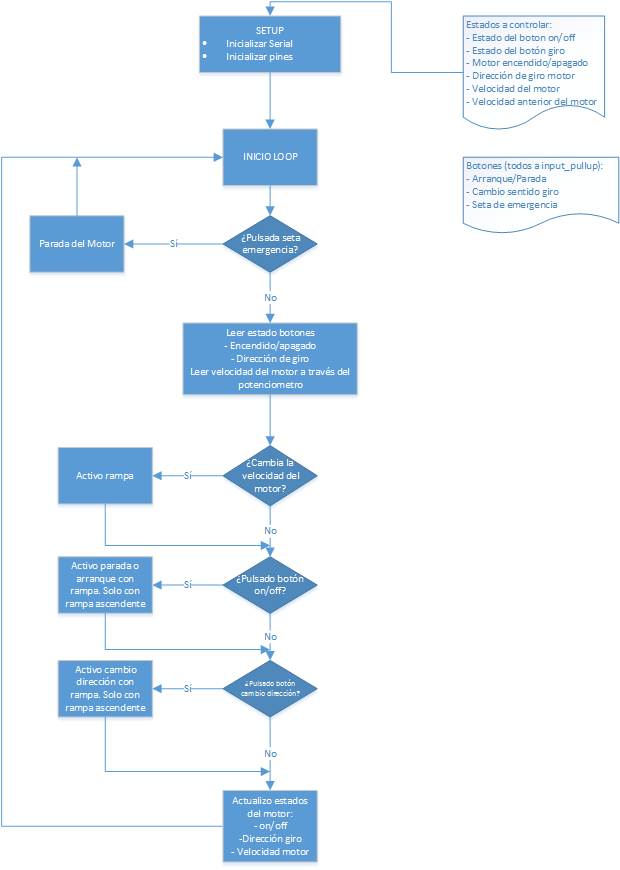 SETUP
• Inicializar Serial
• Inicializar pines
Estados a controlar:
- Estado del boton on/off
- Estado del botón giro
- Motor encendido/apagado
- Dirección de giro motor
- Velocidad del motor
- Velocidad anterior del motor
INICIO LOOP
Botones (todos a input_pullup):
- Arranque/Parada
- Cambio sentido giro
- Seta de emergencia
Parada del Motor
Sí
¿Pulsada seta
emergencia?
No
Leer estado botones
- Encendido/apagado
- Dirección de giro
Leer velocidad del motor a través del
potenciometro
Activo rampa
Sí
¿Cambia la
velocidad del
motor?
No
Activo parada o
arranque con
rampa. Solo con
rampa ascendente
Sí
¿Pulsado botón
on/off?
No
Activo cambio
dirección con
rampa. Solo con
rampa ascendente
Sí
¿Pulsado botón
cambio dirección?
No
Actualizo estados
del motor:
- on/off
-Dirección giro
- Velocidad motor